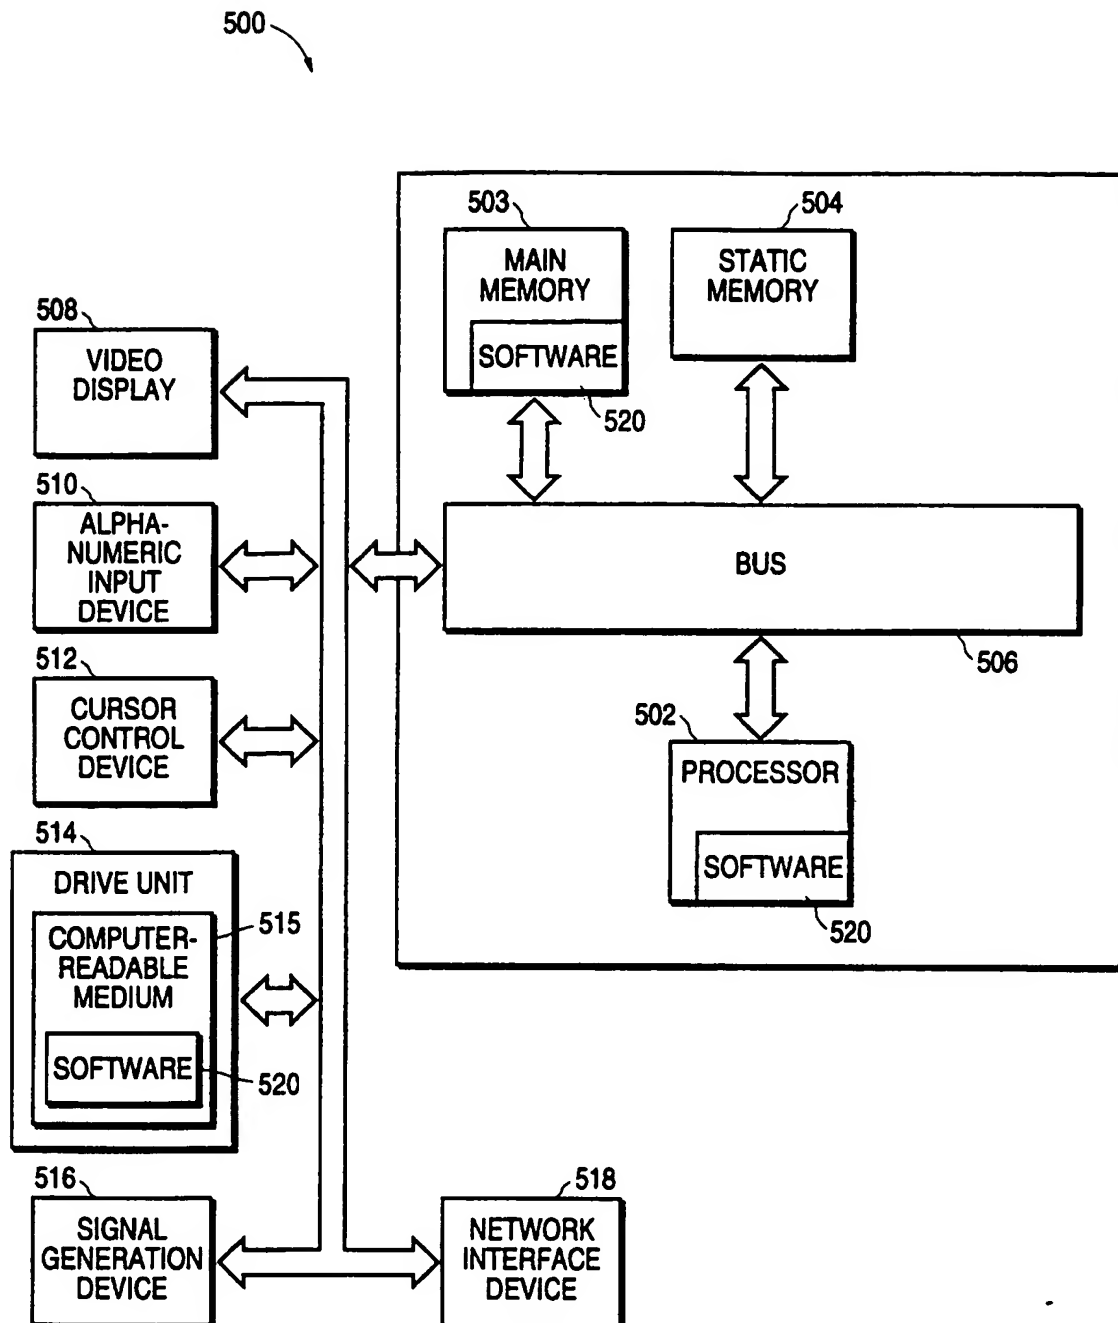 500
503
MAIN
MEMORY
SOFTWARE
520
504
STATIC
MEMORY
508
VIDEO
DISPLAY
510
ALPHA-
NUMERIC
INPUT
DEVICE
BUS
506
512
CURSOR
CONTROL
DEVICE
502
PROCESSOR
SOFTWARE
520
514
DRIVE UNIT
515
COMPUTER-
READABLE
MEDIUM
SOFTWARE
520
516
SIGNAL
GENERATION
DEVICE
518
NETWORK
INTERFACE
DEVICE